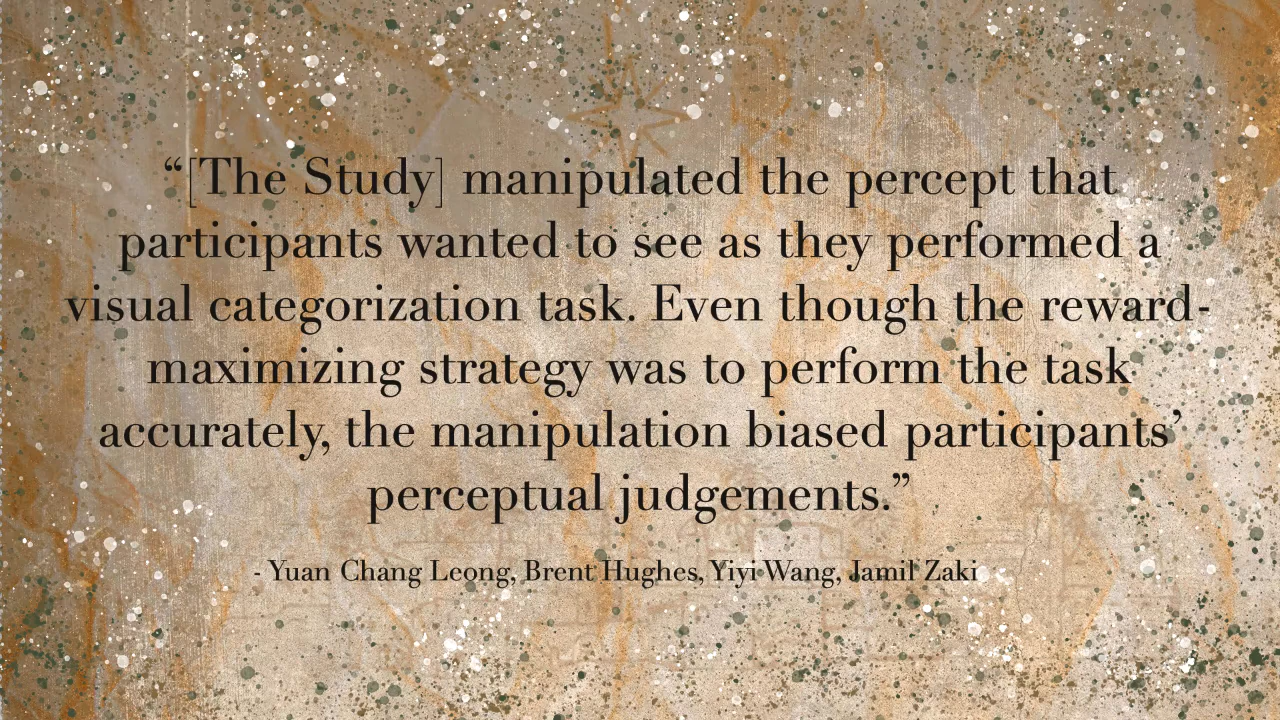 “[The Study] manipulated the percept that
participants wanted to see as they performed a
visual categorization task. Even though the reward-
maximizing strategy was to perform the task
accurately, the manipulation biased participants’
perceptual judgements.”
- Yuan Chang Leong, Brent Hughes, Yiyi Wang, Jamil Zaki